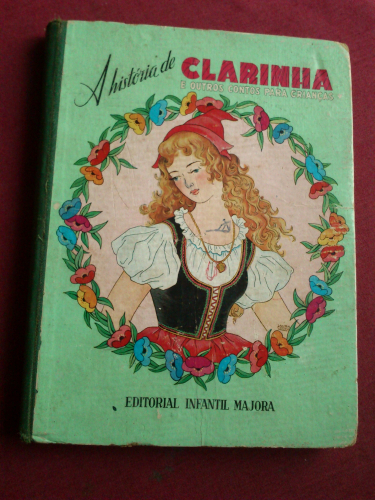 A história de CLARINHA
E OUTROS CONTOS PARA CRIANÇAS
EDITORIAL INFANTIL MAJORA